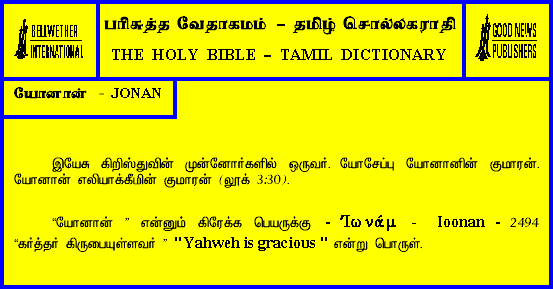 BELLWETHER
INTERNATIONAL
பரிசுத்த வேதாகமம் – தமிழ் சொல்லகராதி
THE HOLY BIBLE – TAMIL DICTIONARY
GOOD NEWS
PUBLISHERS
யோனான் - JONAN
இயேசு கிறிஸ்துவின் முன்னோர்களில் ஒருவர். யோசேப்பு யோனானின் குமாரன்.
யோனான் எலியாக்கீமின் குமாரன் (லூக் 3:30).
“யோனான் ” என்னும் கிரேக்க பெயருக்கு - Ἰωνάμ - Ioonan - 2494
“கர்த்தர் கிருபையுள்ளவர் ” "Yahweh is gracious " என்று பொருள்.